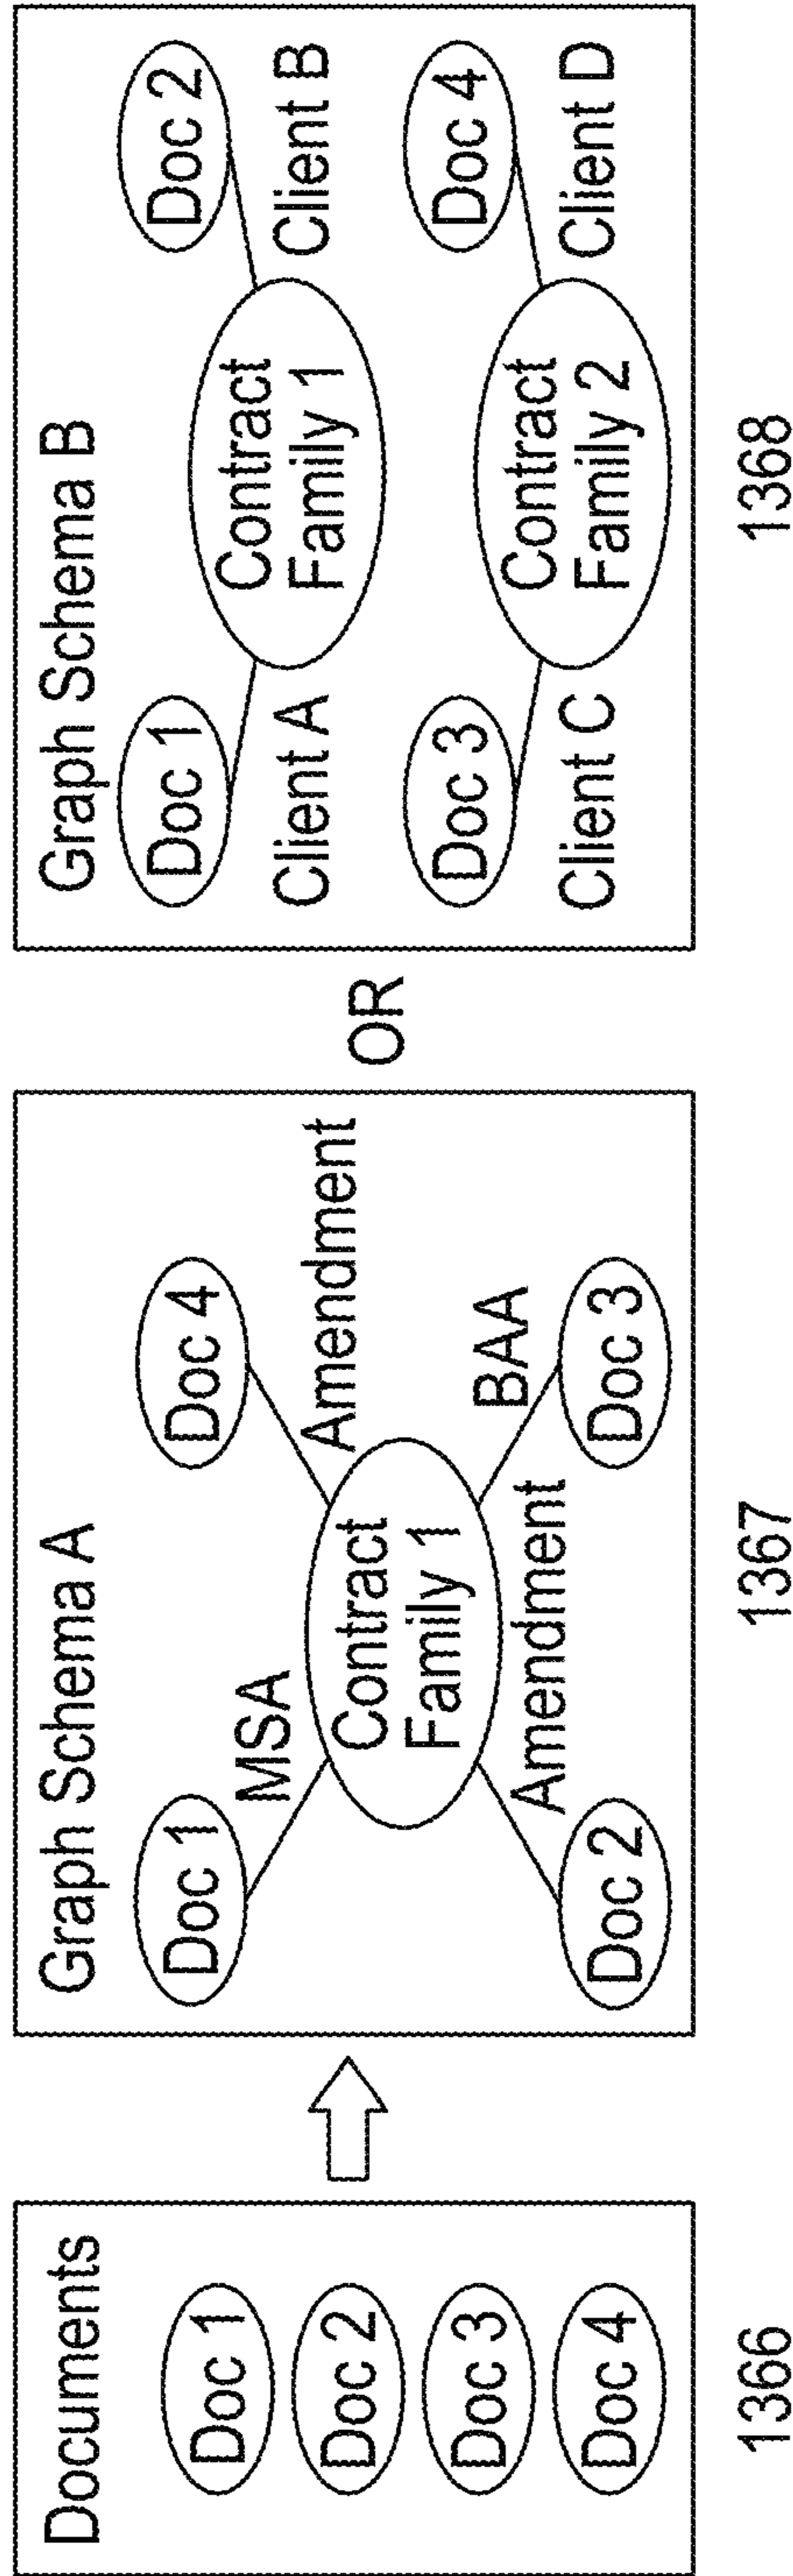 Documents
Doc 1
Doc 2
Doc 3
Doc 4
1366
Graph Schema A
Doc 1
MSA
Doc 4
Amendment
Contract
Family 1
Amendment
BAA
Doc 2
Doc 3
1367
OR
Graph Schema B
Doc 1
Doc 2
Client A
Contract
Family 1
Client B
Doc 3
Doc 4
Client C
Contract
Family 2
Client D
1368